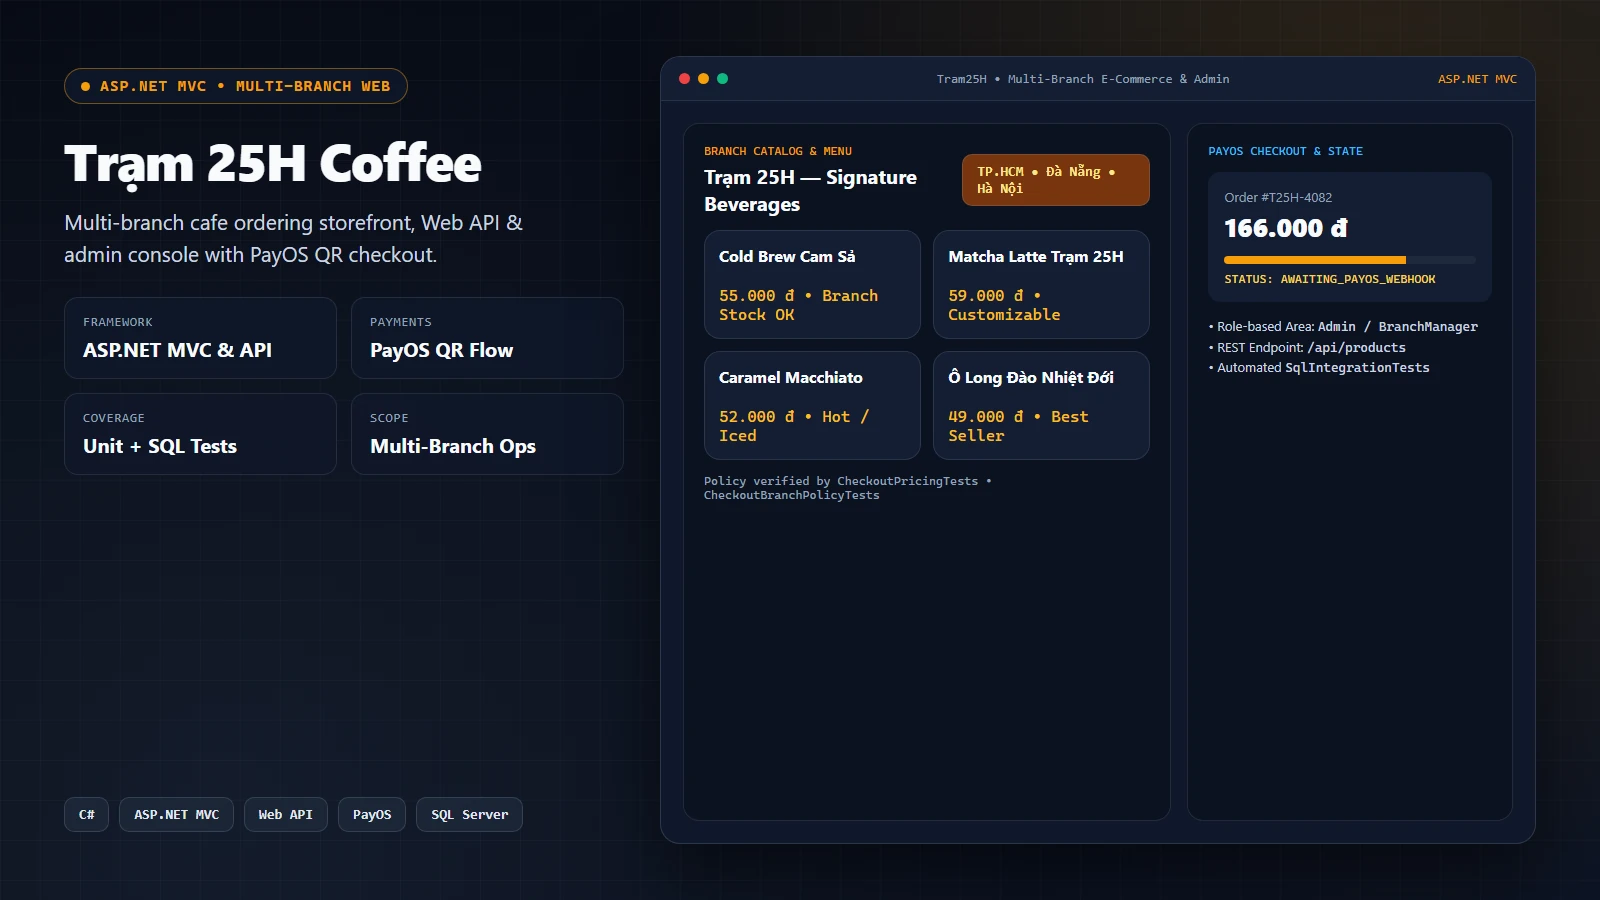 ASP.NET MVC • MULTI-BRANCH WEB
Trạm 25H Coffee
Multi-branch cafe ordering storefront, Web API &
admin console with PayOS QR checkout.
FRAMEWORK
ASP.NET MVC & API
PAYMENTS
PayOS QR Flow
COVERAGE
Unit + SQL Tests
SCOPE
Multi-Branch Ops
C#
ASP.NET MVC
Web API
PayOS
SQL Server
Tram25H • Multi-Branch E-Commerce & Admin
ASP.NET MVC
BRANCH CATALOG & MENU
Trạm 25H — Signature
Beverages
TP.HCM • Đà Nẵng •
Hà Nội
Cold Brew Cam Sả
55.000 đ • Branch
Stock OK
Matcha Latte Trạm 25H
59.000 đ •
Customizable
Caramel Macchiato
52.000 đ • Hot /
Iced
Ô Long Đào Nhiệt Đới
49.000 đ • Best
Seller
Policy verified by CheckoutPricingTests •
CheckoutBranchPolicyTests
PAYOS CHECKOUT & STATE
Order #T25H-4082
166.000 đ
STATUS: AWAITING_PAYOS_WEBHOOK
• Role-based Area: Admin / BranchManager
• REST Endpoint: /api/products
• Automated SqlIntegrationTests